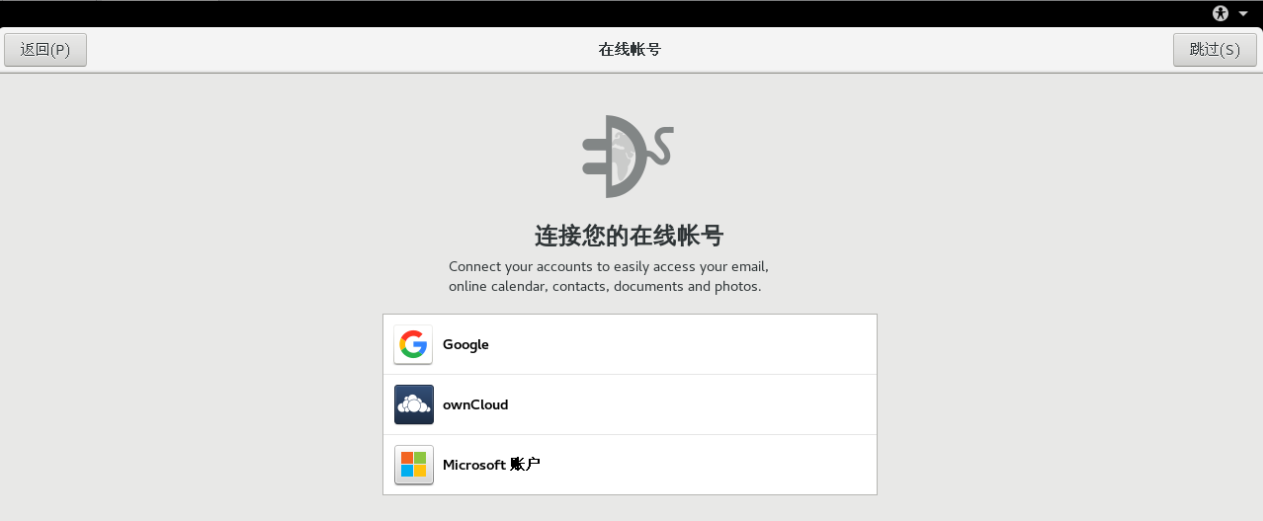 返回(P)
在线帐号
跳过(S)
连接您的在线帐号
Connect your accounts to easily access your email,
online calendar, contacts, documents and photos.
Google
ownCloud
Microsoft 账户